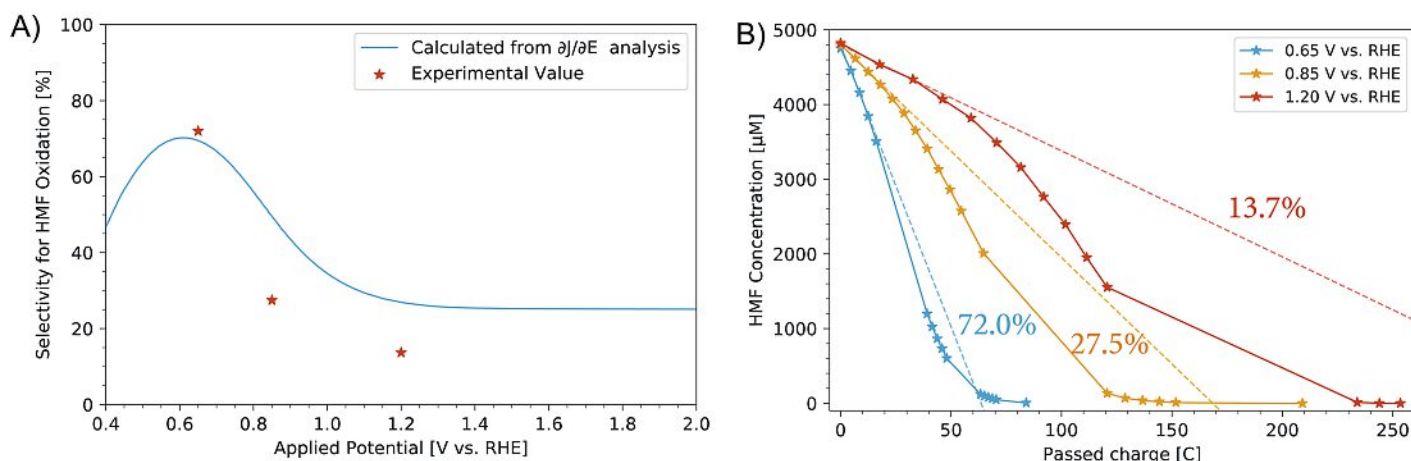 A)
100
80
60
40
20
0
Selectivity for HMF Oxidation [%]
Calculated from ∂J/∂E analysis
Experimental Value
0.4 0.6 0.8 1.0 1.2 1.4 1.6 1.8 2.0
Applied Potential [V vs. RHE]
B)
5000
4000
3000
2000
1000
0
HMF Concentration [µM]
0.65 V vs. RHE
0.85 V vs. RHE
1.20 V vs. RHE
13.7%
72.0%
27.5%
0 50 100 150 200 250
Passed charge [C]